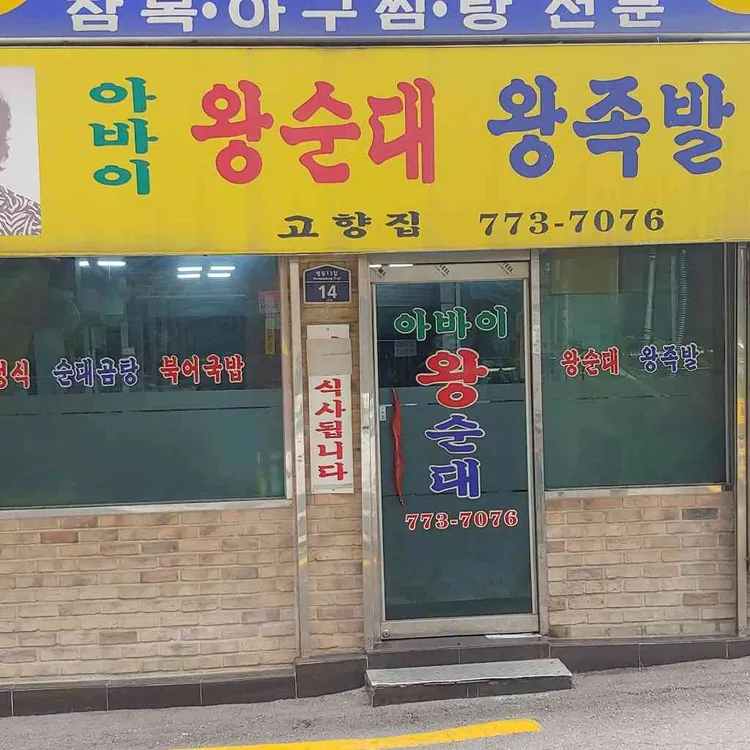 참복·아구찜·탕 전문
아바이 왕순대 왕족발
고향집 773-7076
14
정식 순대곰탕 북어국밥
식사됩니다
아바이
왕
순대
773-7076
왕순대 왕족발